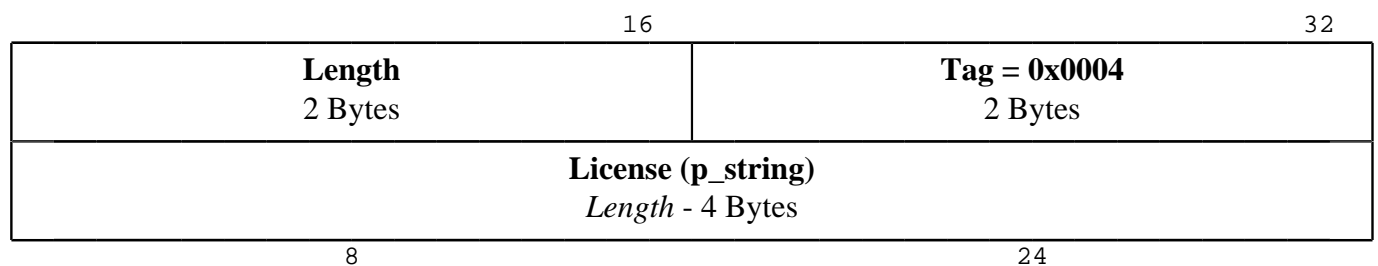 16 32
Length Tag = 0x0004
2 Bytes 2 Bytes
License (p_string)
Length - 4 Bytes
8 24